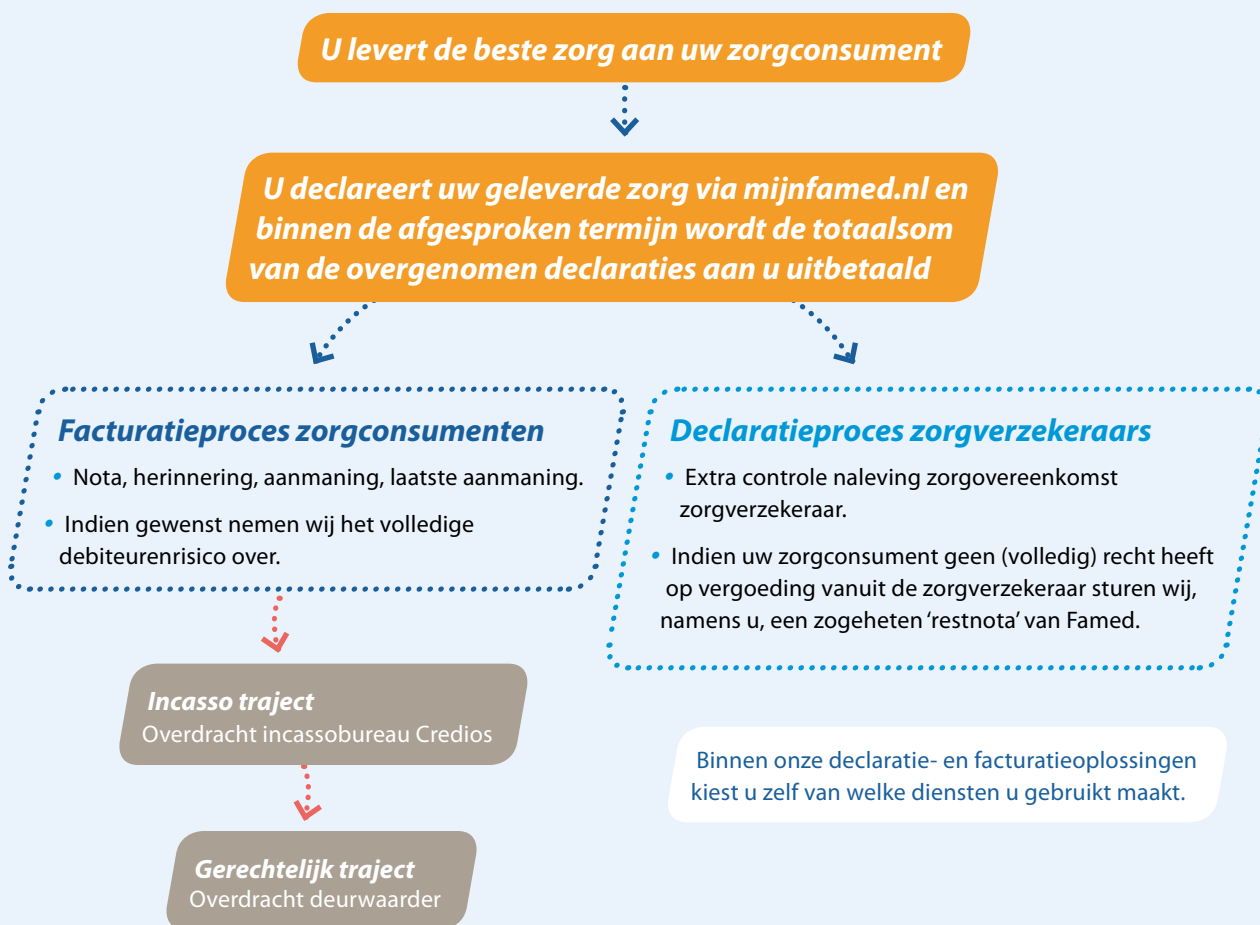 U levert de beste zorg aan uw zorgconsument
U declareert uw geleverde zorg via mijnfamed.nl en
binnen de afgesproken termijn wordt de totaalsom
van de overgenomen declaraties aan u uitbetaald
Facturatieproces zorgconsumenten
• Nota, herinnering, aanmaning, laatste aanmaning.
• Indien gewenst nemen wij het volledige
debiteurenrisico over.
Declaratieproces zorgverzekeraars
• Extra controle naleving zorgovereenkomst
zorgverzekeraar.
• Indien uw zorgconsument geen (volledig) recht heeft
op vergoeding vanuit de zorgverzekeraar sturen wij,
namens u, een zogeheten ‘restnota’ van Famed.
Incasso traject
Overdracht incassobureau Credios
Gerechtelijk traject
Overdracht deurwaarder
Binnen onze declaratie- en facturatieoplossingen
kiest u zelf van welke diensten u gebruikt maakt.